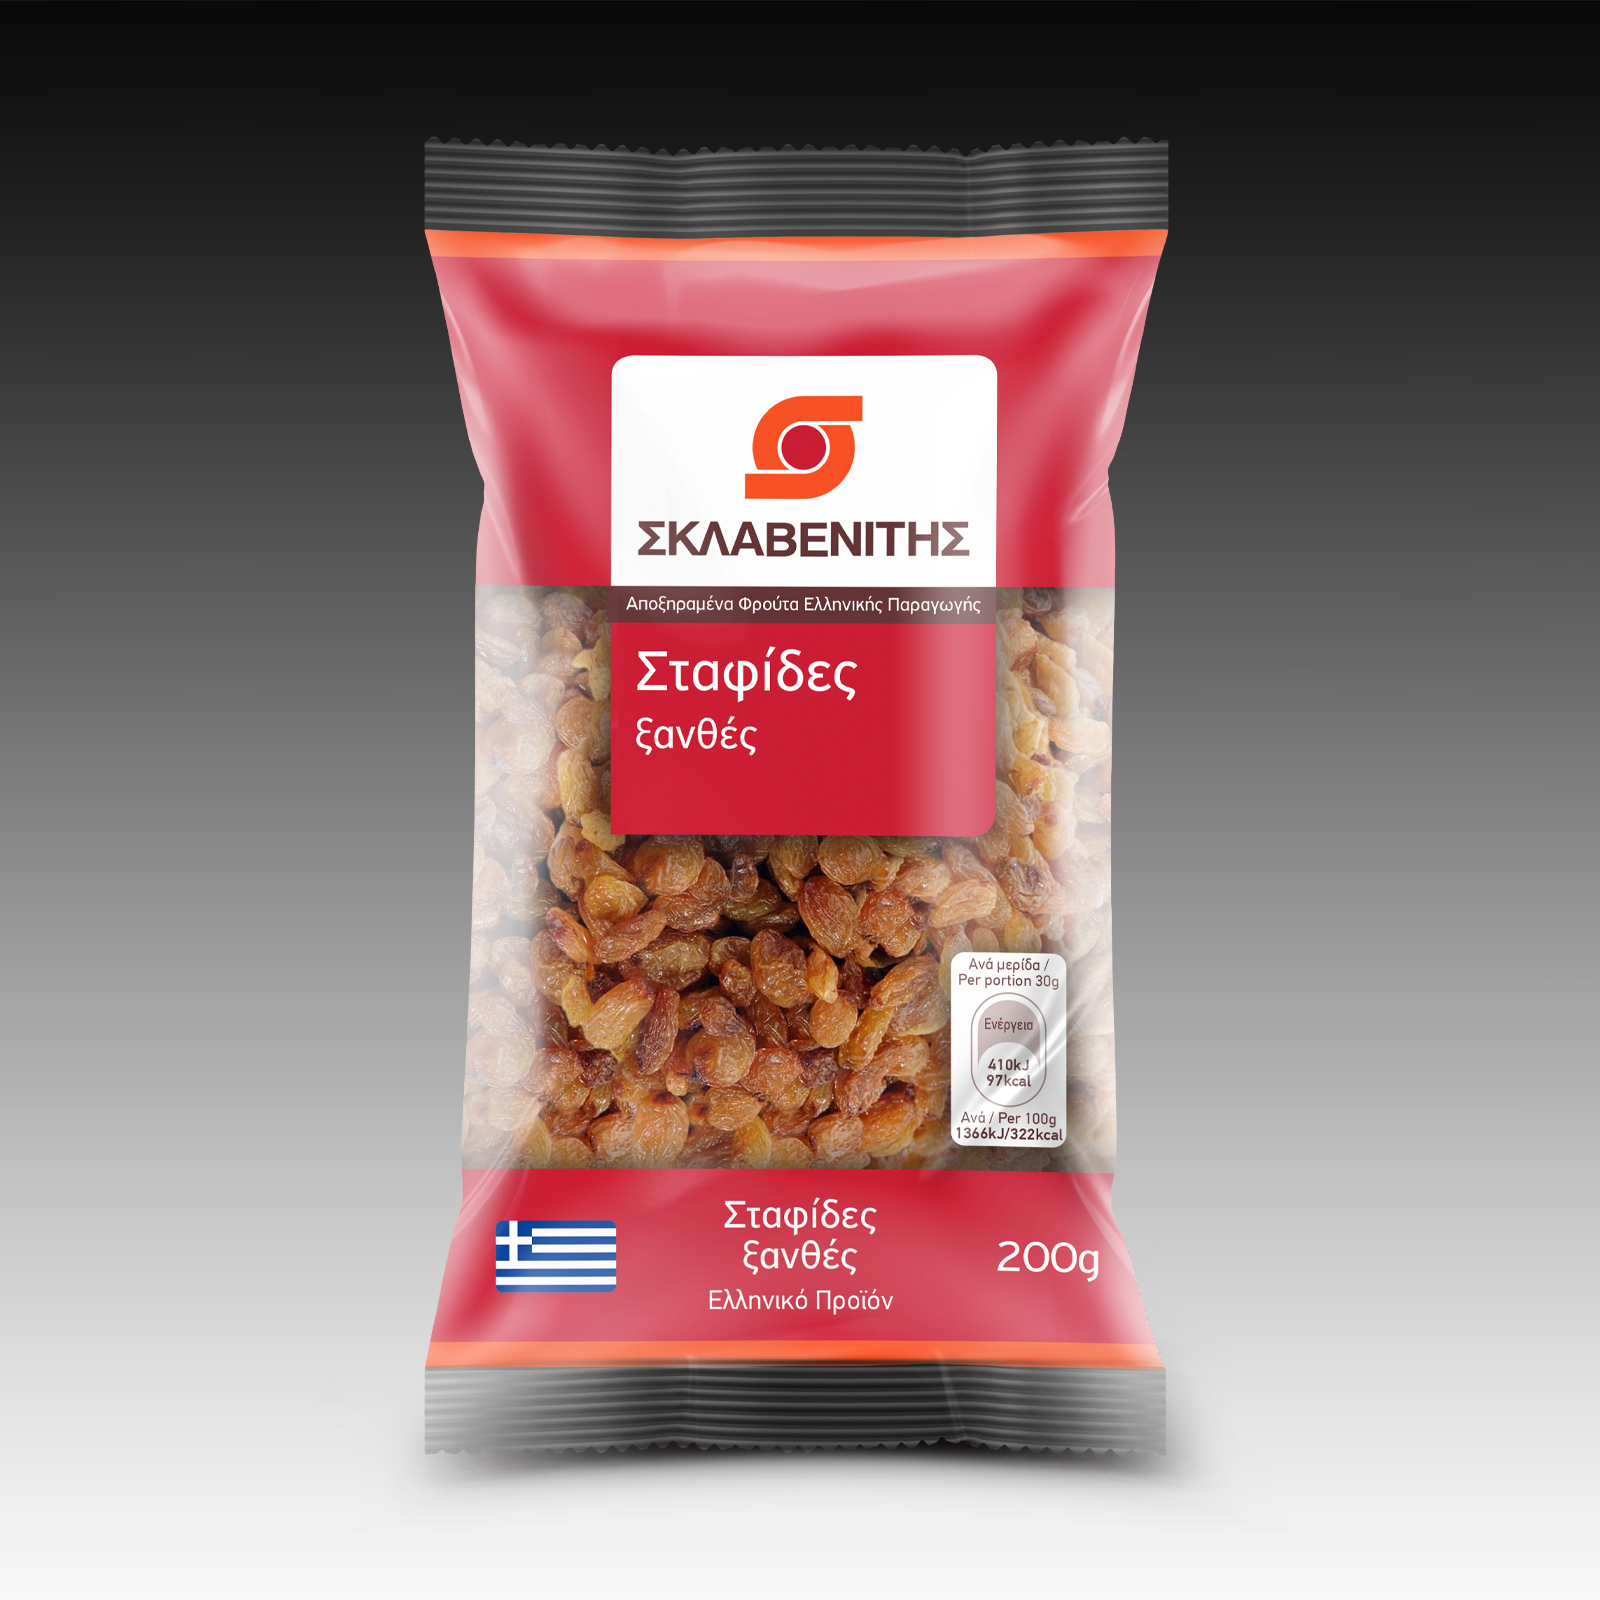 ΣΚΛΑΒΕΝΙΤΗΣ
Αποξηραμένα Φρούτα Ελληνικής Παραγωγής
Σταφίδες
ξανθές
Ανά μερίδα /
Per portion 30g
Ενέργεια
410kJ
97kcal
Ανά / Per 100g
1366kJ/322kcal
Σταφίδες
ξανθές
Ελληνικό Προϊόν
200g